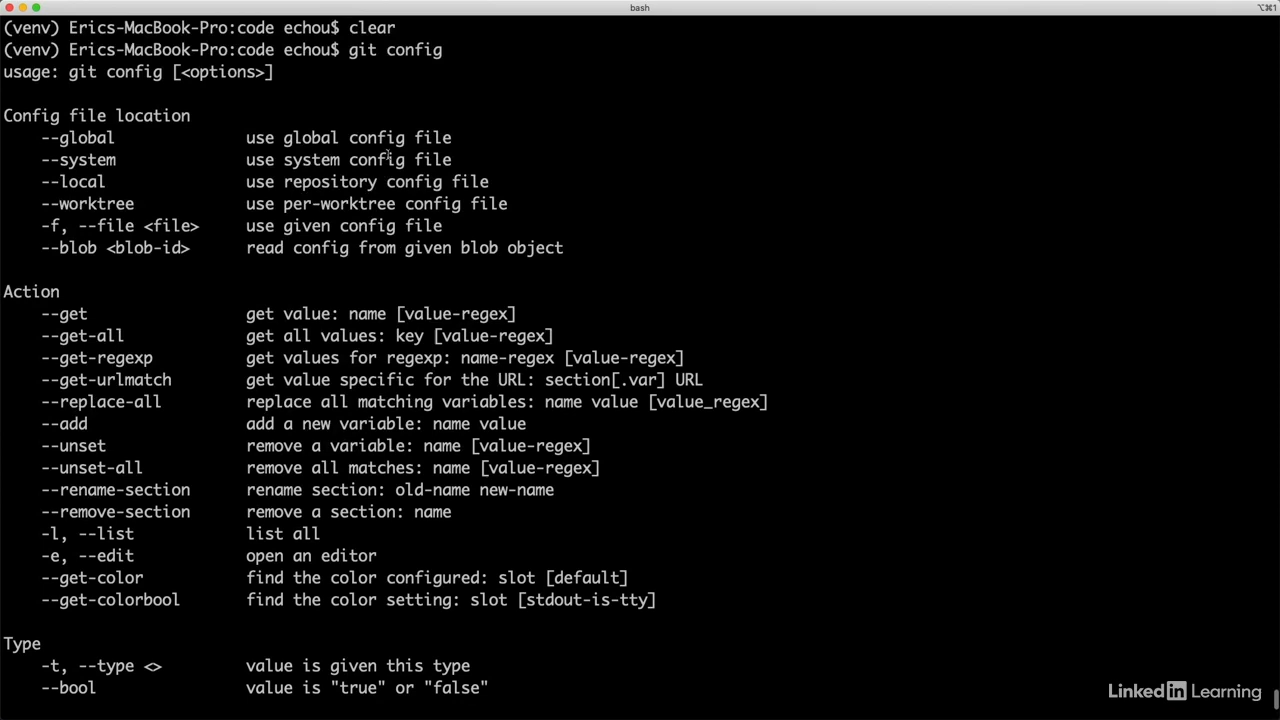 bash
⌥⌘1
(venv) Erics-MacBook-Pro:code echou$ clear
(venv) Erics-MacBook-Pro:code echou$ git config
usage: git config [<options>]
Config file location
--global use global config file
--system use system config file
--local use repository config file
--worktree use per-worktree config file
-f, --file <file> use given config file
--blob <blob-id> read config from given blob object
Action
--get get value: name [value-regex]
--get-all get all values: key [value-regex]
--get-regexp get values for regexp: name-regex [value-regex]
--get-urlmatch get value specific for the URL: section[.var] URL
--replace-all replace all matching variables: name value [value_regex]
--add add a new variable: name value
--unset remove a variable: name [value-regex]
--unset-all remove all matches: name [value-regex]
--rename-section rename section: old-name new-name
--remove-section remove a section: name
-l, --list list all
-e, --edit open an editor
--get-color find the color configured: slot [default]
--get-colorbool find the color setting: slot [stdout-is-tty]
Type
-t, --type <> value is given this type
--bool value is "true" or "false"
Linked in Learning